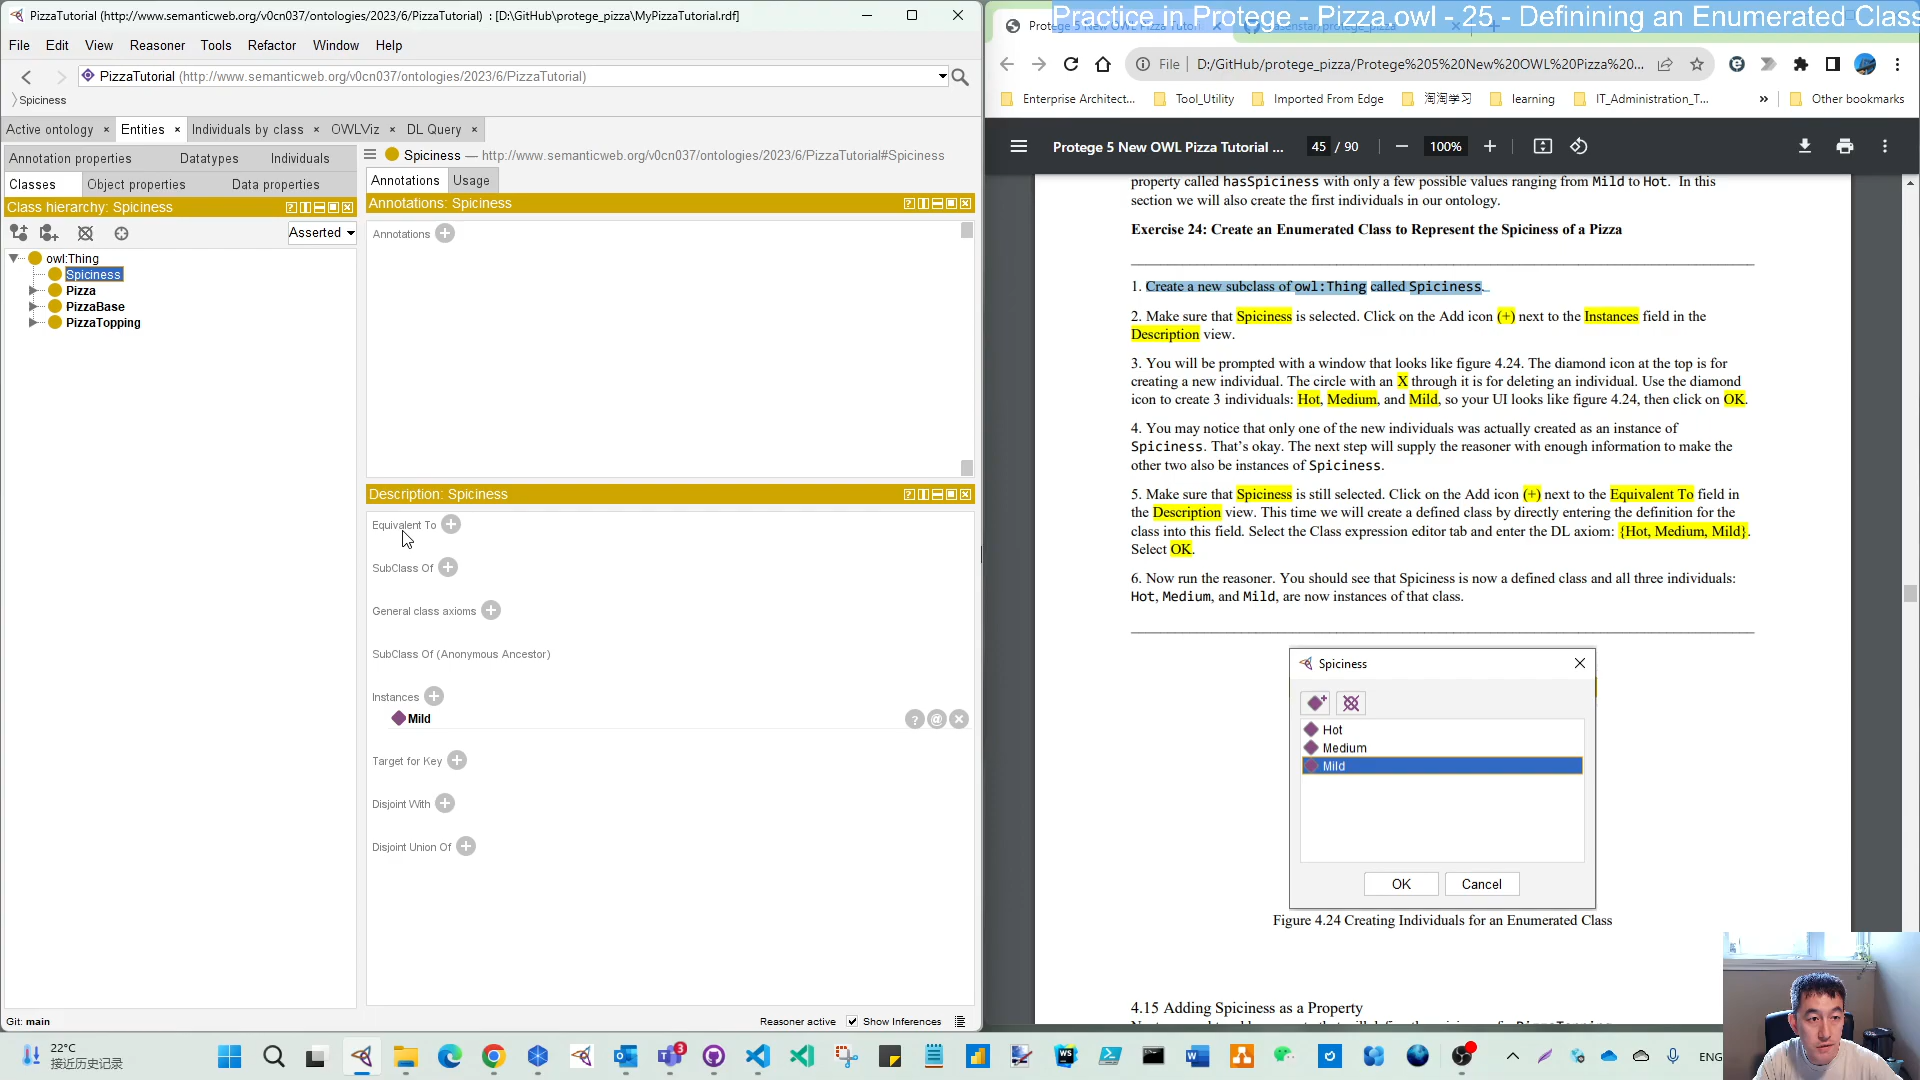 PizzaTutorial (http://www.semanticweb.org/v0cn037/ontologies/2023/6/PizzaTutorial) : [D:\GitHub\protege_pizza\MyPizzaTutorial.rdf]
File Edit View Reasoner Tools Refactor Window Help
PizzaTutorial (http://www.semanticweb.org/v0cn037/ontologies/2023/6/PizzaTutorial)
Spiciness
Active ontology × Entities × Individuals by class × OWLViz × DL Query ×
Annotation properties Datatypes Individuals
Classes Object properties Data properties
Class hierarchy: Spiciness
Asserted
owl:Thing
Spiciness
Pizza
PizzaBase
PizzaTopping
Spiciness — http://www.semanticweb.org/v0cn037/ontologies/2023/6/PizzaTutorial#Spiciness
Annotations Usage
Annotations: Spiciness
Annotations
Description: Spiciness
Equivalent To
SubClass Of
General class axioms
SubClass Of (Anonymous Ancestor)
Instances
Mild
Target for Key
Disjoint With
Disjoint Union Of
Git: main
Reasoner active Show Inferences
Practice in Protege - Pizza.owl - 25 - Definining an Enumerated Class
File D:/GitHub/protege_pizza/Protege%205%20New%20OWL%20Pizza%20...
Enterprise Architect... Tool_Utility Imported From Edge 淘淘学习 learning IT_Administration_T... » Other bookmarks
Protege 5 New OWL Pizza Tutorial ... 45 / 90 100%
property called hasSpiciness with only a few possible values ranging from Mild to Hot. In this
section we will also create the first individuals in our ontology.
Exercise 24: Create an Enumerated Class to Represent the Spiciness of a Pizza
1. Create a new subclass of owl:Thing called Spiciness.
2. Make sure that Spiciness is selected. Click on the Add icon (+) next to the Instances field in the
Description view.
3. You will be prompted with a window that looks like figure 4.24. The diamond icon at the top is for
creating a new individual. The circle with an X through it is for deleting an individual. Use the diamond
icon to create 3 individuals: Hot, Medium, and Mild, so your UI looks like figure 4.24, then click on OK.
4. You may notice that only one of the new individuals was actually created as an instance of
Spiciness. That’s okay. The next step will supply the reasoner with enough information to make the
other two also be instances of Spiciness.
5. Make sure that Spiciness is still selected. Click on the Add icon (+) next to the Equivalent To field in
the Description view. This time we will create a defined class by directly entering the definition for the
class into this field. Select the Class expression editor tab and enter the DL axiom: {Hot, Medium, Mild}.
Select OK.
6. Now run the reasoner. You should see that Spiciness is now a defined class and all three individuals:
Hot, Medium, and Mild, are now instances of that class.
Spiciness
Hot
Medium
Mild
OK Cancel
Figure 4.24 Creating Individuals for an Enumerated Class
4.15 Adding Spiciness as a Property
22°C
接近历史记录
3
ENG